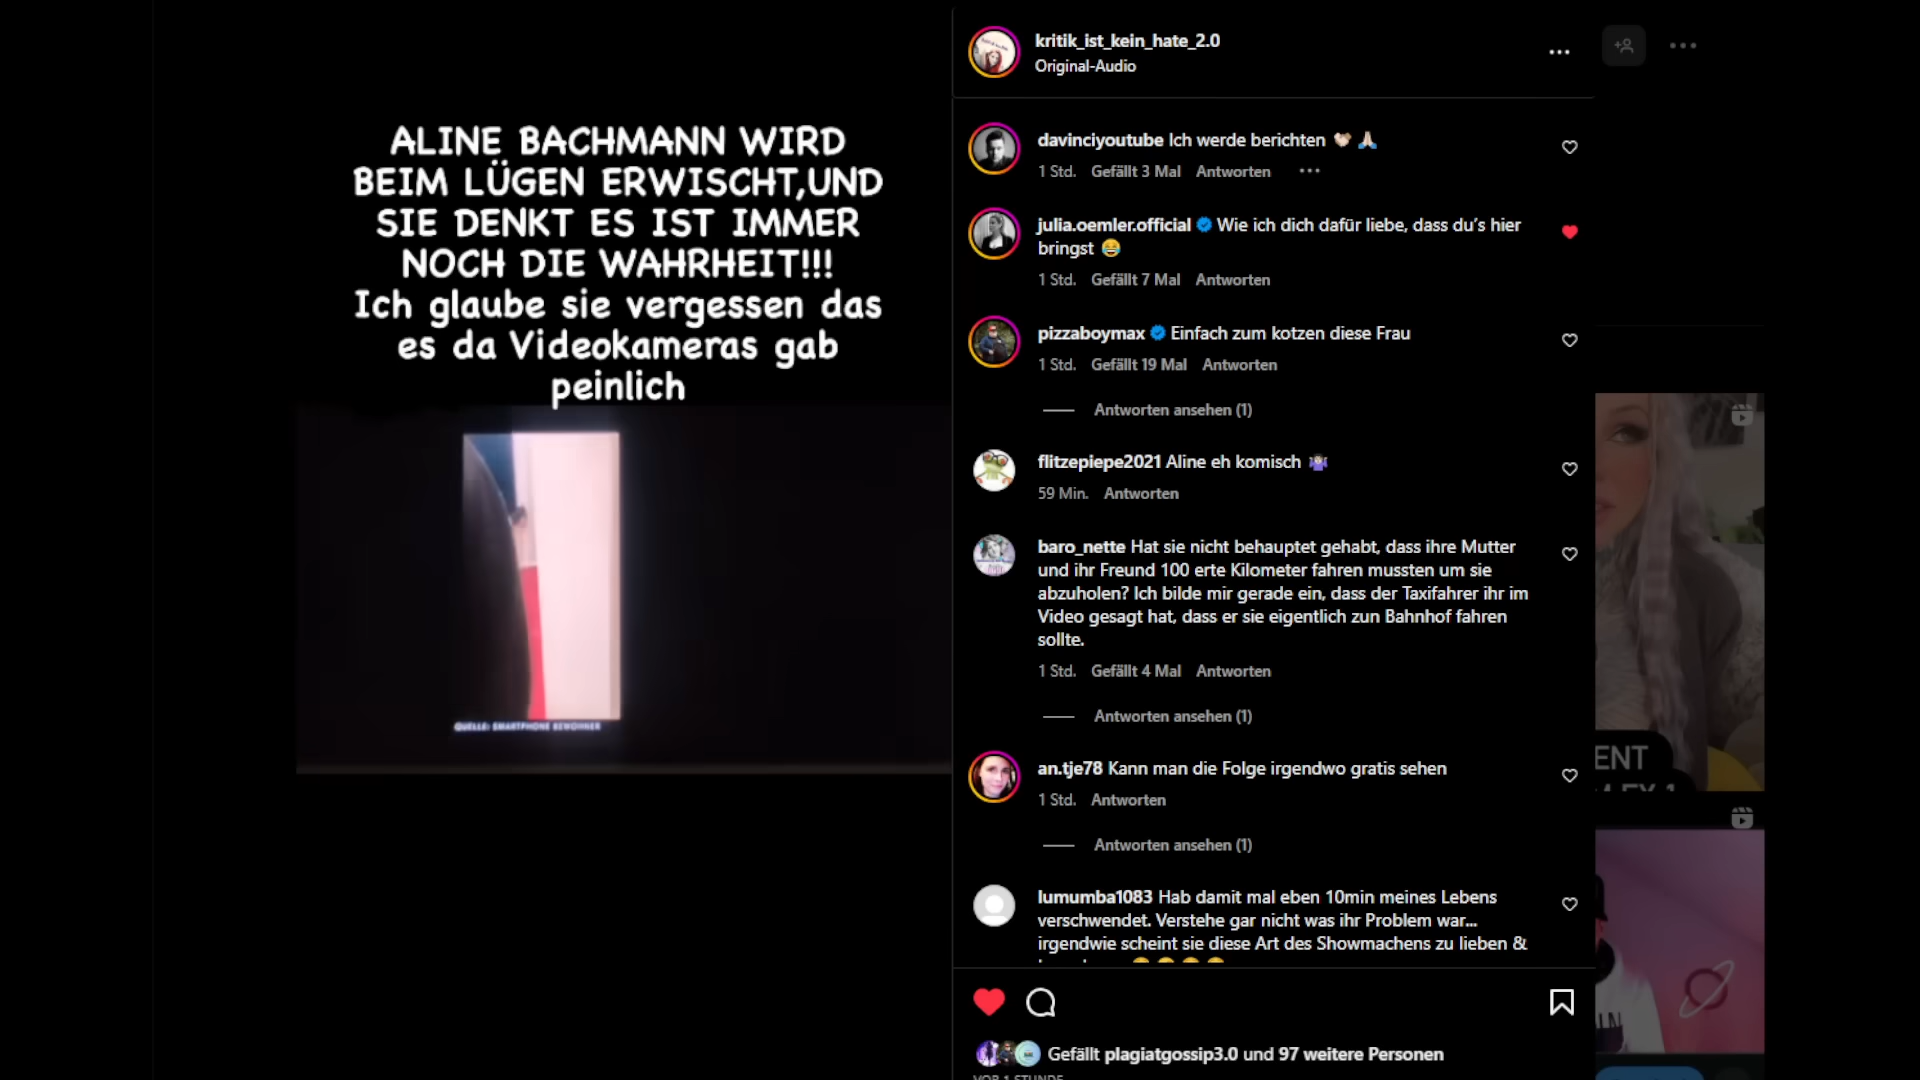 ALINE BACHMANN WIRD
BEIM LÜGEN ERWISCHT,UND
SIE DENKT ES IST IMMER
NOCH DIE WAHRHEIT!!!
Ich glaube sie vergessen das
es da Videokameras gab
peinlich
QUELLE: SMARTPHONE BEWOHNER
kritik_ist_kein_hate_2.0
Original-Audio
davinciyoutube Ich werde berichten 🤝🏻 🙏🏻
1 Std. Gefällt 3 Mal Antworten
julia.oemler.official Wie ich dich dafür liebe, dass du's hier
bringst 😂
1 Std. Gefällt 7 Mal Antworten
pizzaboymax Einfach zum kotzen diese Frau
1 Std. Gefällt 19 Mal Antworten
Antworten ansehen (1)
flitzepiepe2021 Aline eh komisch 🤷🏻‍♀️
59 Min. Antworten
baro_nette Hat sie nicht behauptet gehabt, dass ihre Mutter
und ihr Freund 100 erte Kilometer fahren mussten um sie
abzuholen? Ich bilde mir gerade ein, dass der Taxifahrer ihr im
Video gesagt hat, dass er sie eigentlich zun Bahnhof fahren
sollte.
1 Std. Gefällt 4 Mal Antworten
Antworten ansehen (1)
an.tje78 Kann man die Folge irgendwo gratis sehen
1 Std. Antworten
Antworten ansehen (1)
lumumba1083 Hab damit mal eben 10min meines Lebens
verschwendet. Verstehe gar nicht was ihr Problem war...
irgendwie scheint sie diese Art des Showmachens zu lieben &
Gefällt plagiatgossip3.0 und 97 weitere Personen
VOR 1 STUNDE
ENT